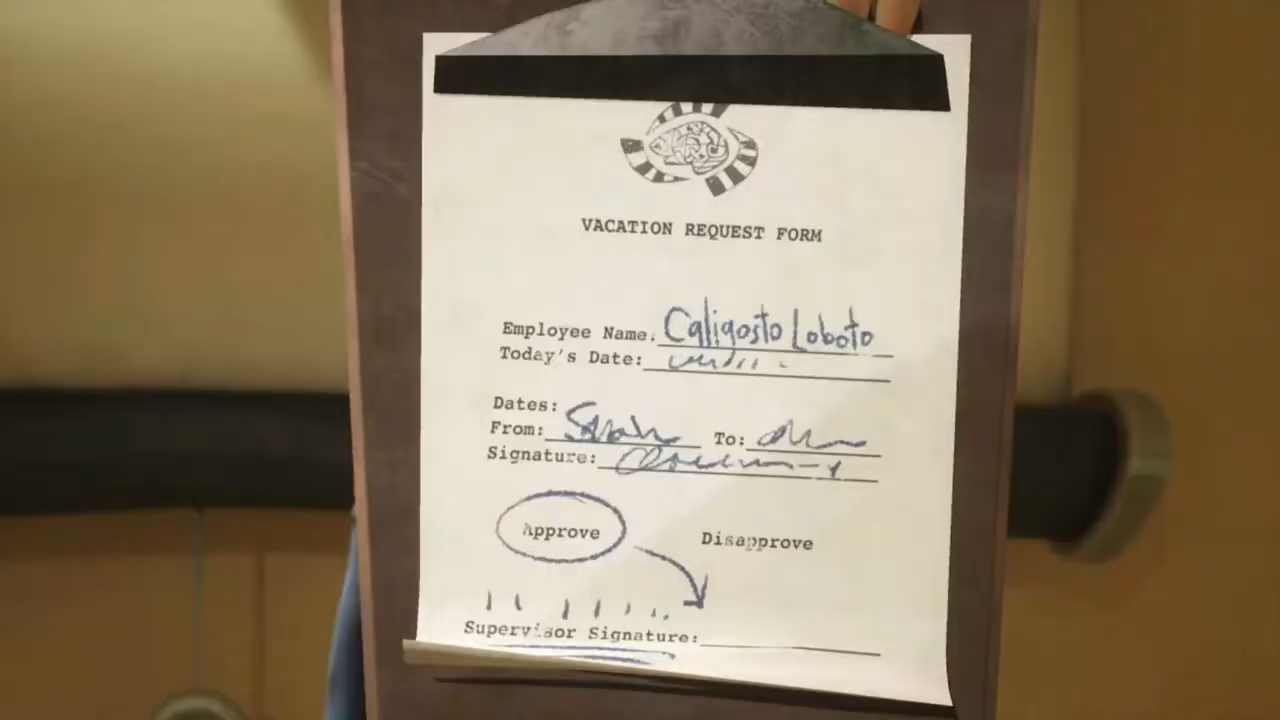 VACATION REQUEST FORM
Employee Name: Caligosto Loboto
Today's Date:
Dates:
From: To:
Signature:
Approve Disapprove
Supervisor Signature: